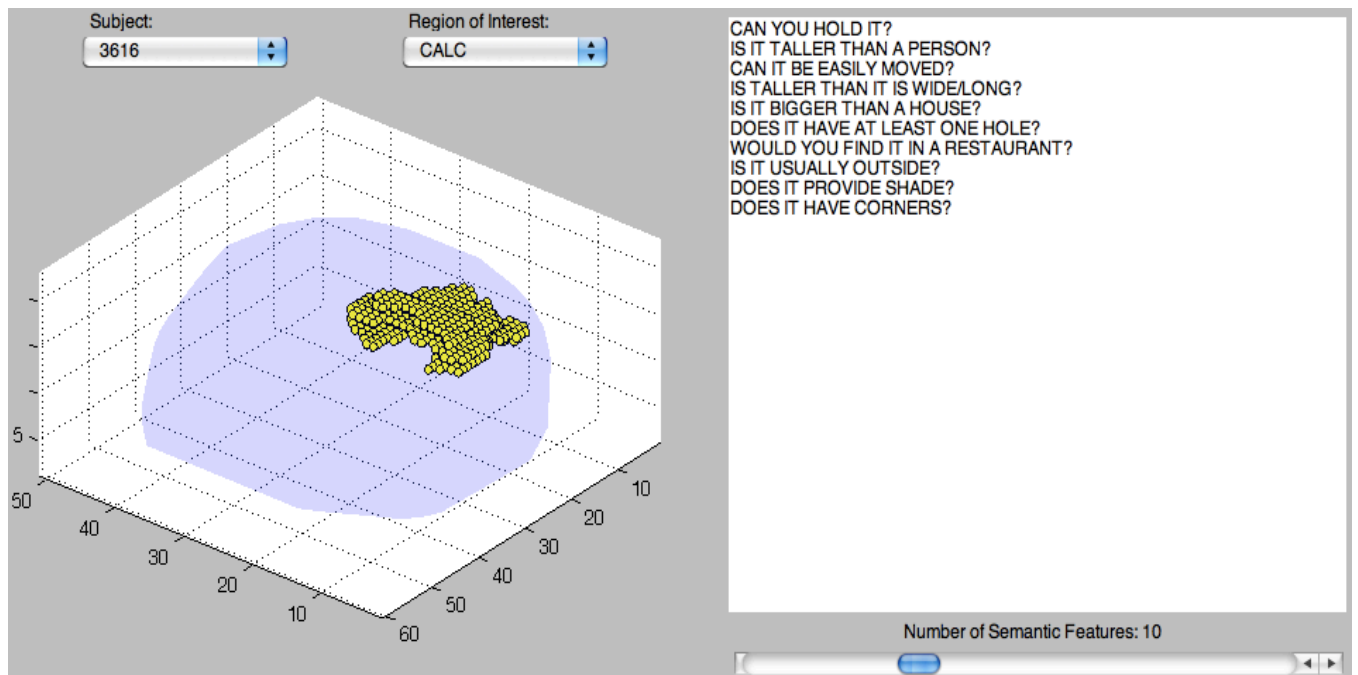 Subject:
Region of Interest:
3616
CALC
CAN YOU HOLD IT?
IS IT TALLER THAN A PERSON?
CAN IT BE EASILY MOVED?
IS TALLER THAN IT IS WIDE/LONG?
IS IT BIGGER THAN A HOUSE?
DOES IT HAVE AT LEAST ONE HOLE?
WOULD YOU FIND IT IN A RESTAURANT?
IS IT USUALLY OUTSIDE?
DOES IT PROVIDE SHADE?
DOES IT HAVE CORNERS?
5
50
40
30
20
10
10
20
30
40
50
60
Number of Semantic Features: 10